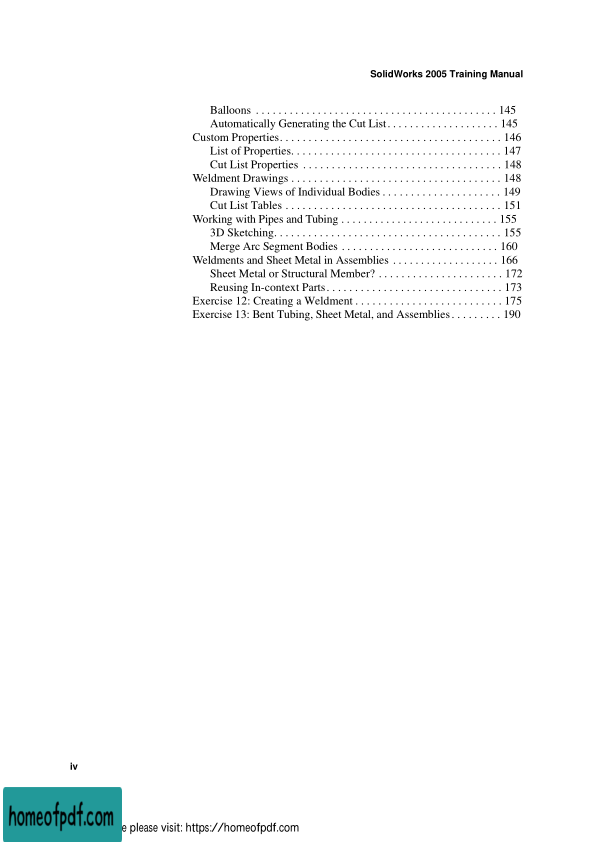 SolidWorks 2005 Training Manual
Balloons . . . . . . . . . . . . . . . . . . . . . . . . . . . . . . . . . . . . . . . . . . . 145
Automatically Generating the Cut List. . . . . . . . . . . . . . . . . . . . 145
Custom Properties. . . . . . . . . . . . . . . . . . . . . . . . . . . . . . . . . . . . . . . 146
List of Properties. . . . . . . . . . . . . . . . . . . . . . . . . . . . . . . . . . . . . 147
Cut List Properties . . . . . . . . . . . . . . . . . . . . . . . . . . . . . . . . . . . 148
Weldment Drawings . . . . . . . . . . . . . . . . . . . . . . . . . . . . . . . . . . . . . 148
Drawing Views of Individual Bodies . . . . . . . . . . . . . . . . . . . . . 149
Cut List Tables . . . . . . . . . . . . . . . . . . . . . . . . . . . . . . . . . . . . . . 151
Working with Pipes and Tubing . . . . . . . . . . . . . . . . . . . . . . . . . . . . 155
3D Sketching. . . . . . . . . . . . . . . . . . . . . . . . . . . . . . . . . . . . . . . . 155
Merge Arc Segment Bodies . . . . . . . . . . . . . . . . . . . . . . . . . . . . 160
Weldments and Sheet Metal in Assemblies . . . . . . . . . . . . . . . . . . . 166
Sheet Metal or Structural Member? . . . . . . . . . . . . . . . . . . . . . . 172
Reusing In-context Parts. . . . . . . . . . . . . . . . . . . . . . . . . . . . . . . 173
Exercise 12: Creating a Weldment . . . . . . . . . . . . . . . . . . . . . . . . . . 175
Exercise 13: Bent Tubing, Sheet Metal, and Assemblies . . . . . . . . . 190
iv
homeofpdf.com
e please visit: https://homeofpdf.com